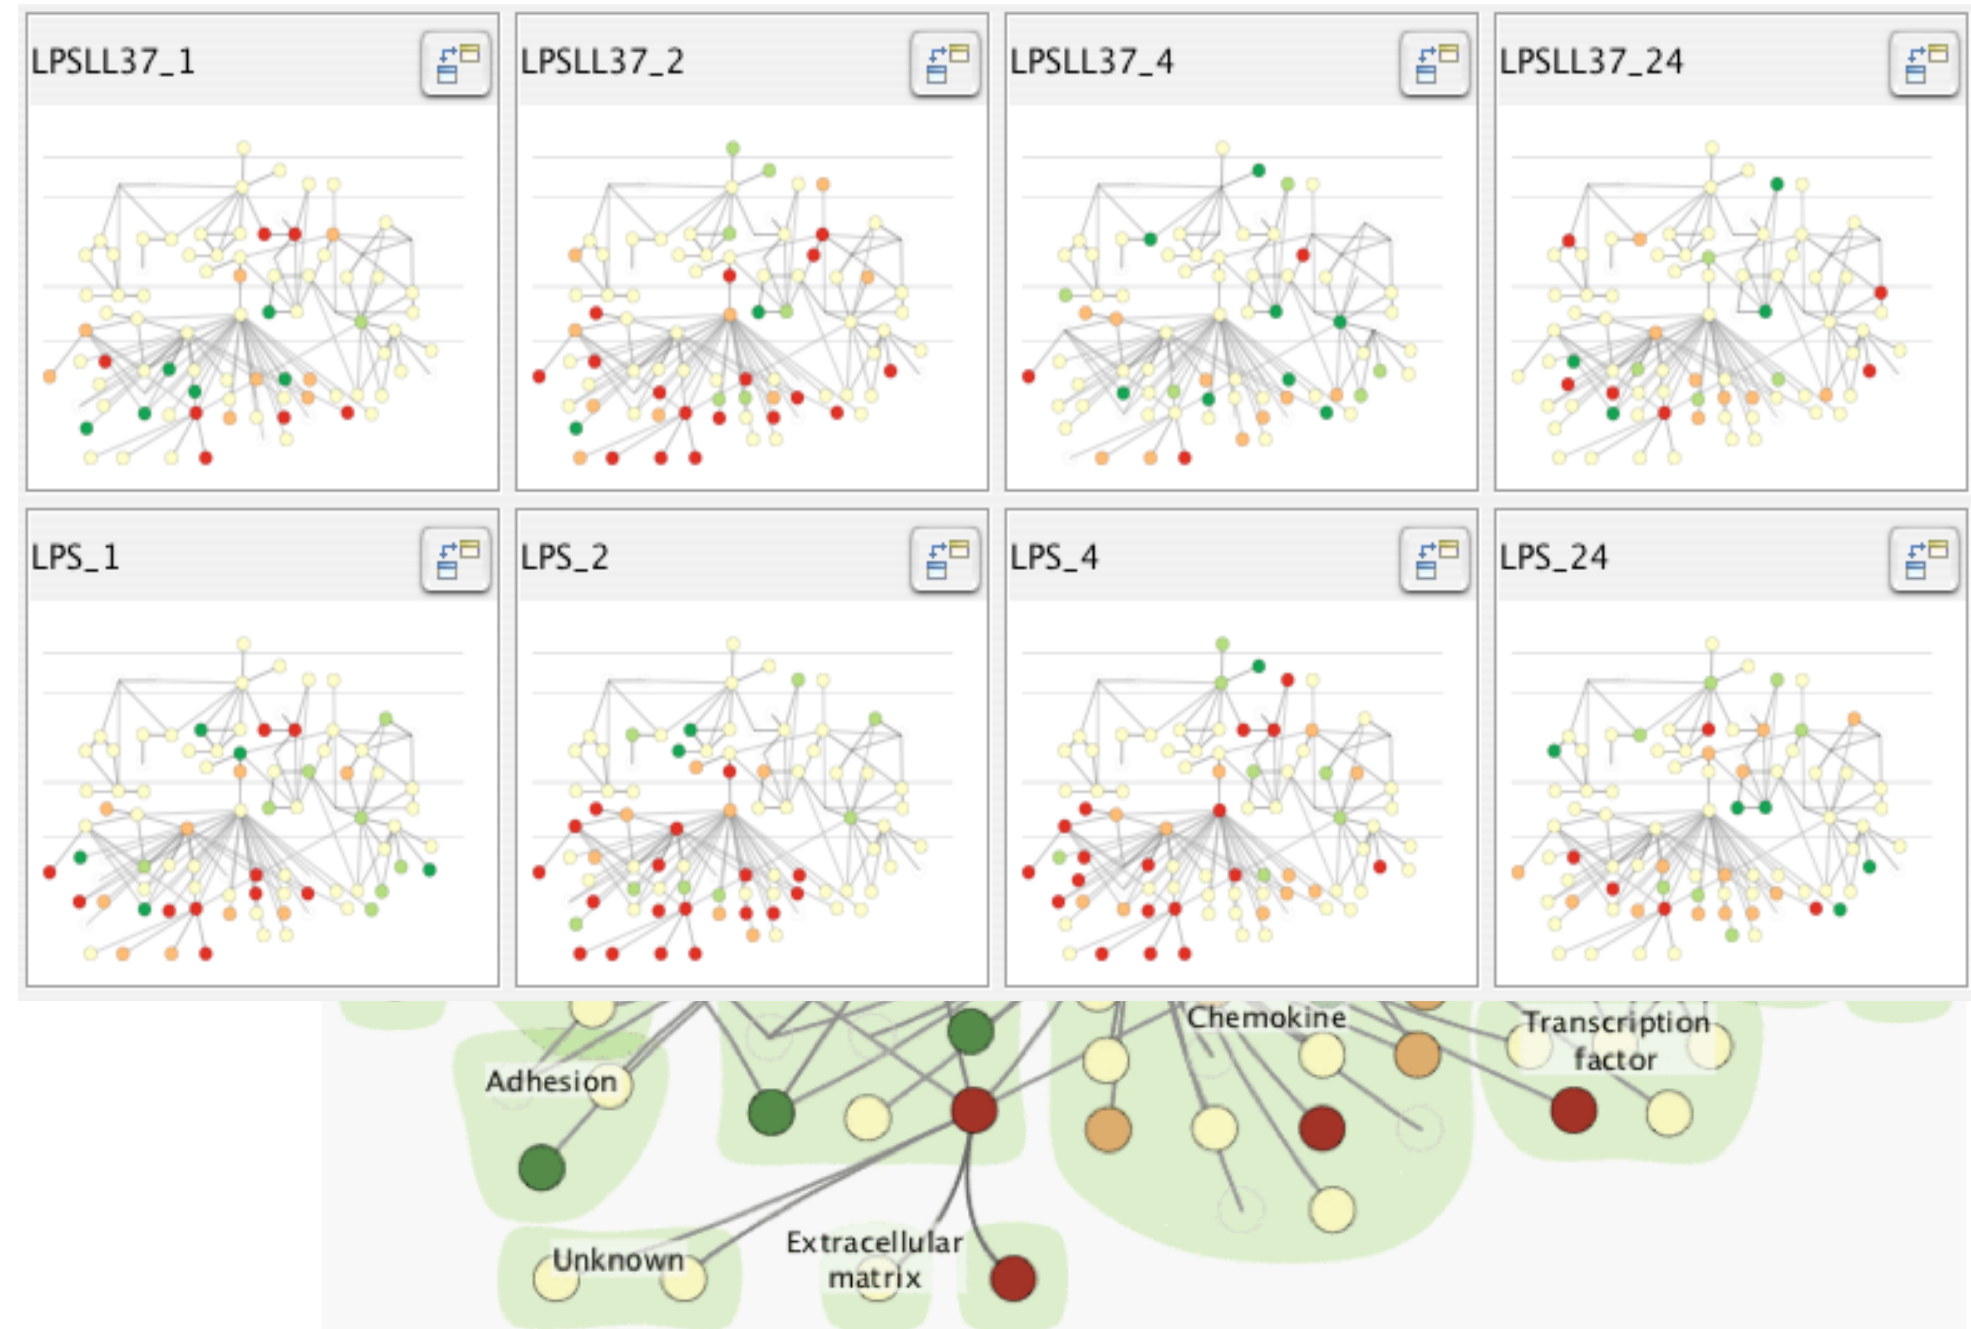 LPSLL37_1
LPSLL37_2
LPSLL37_4
LPSLL37_24
LPS_1
LPS_2
LPS_4
LPS_24
Chemokine
Transcription
factor
Adhesion
Unknown
Extracellular
matrix